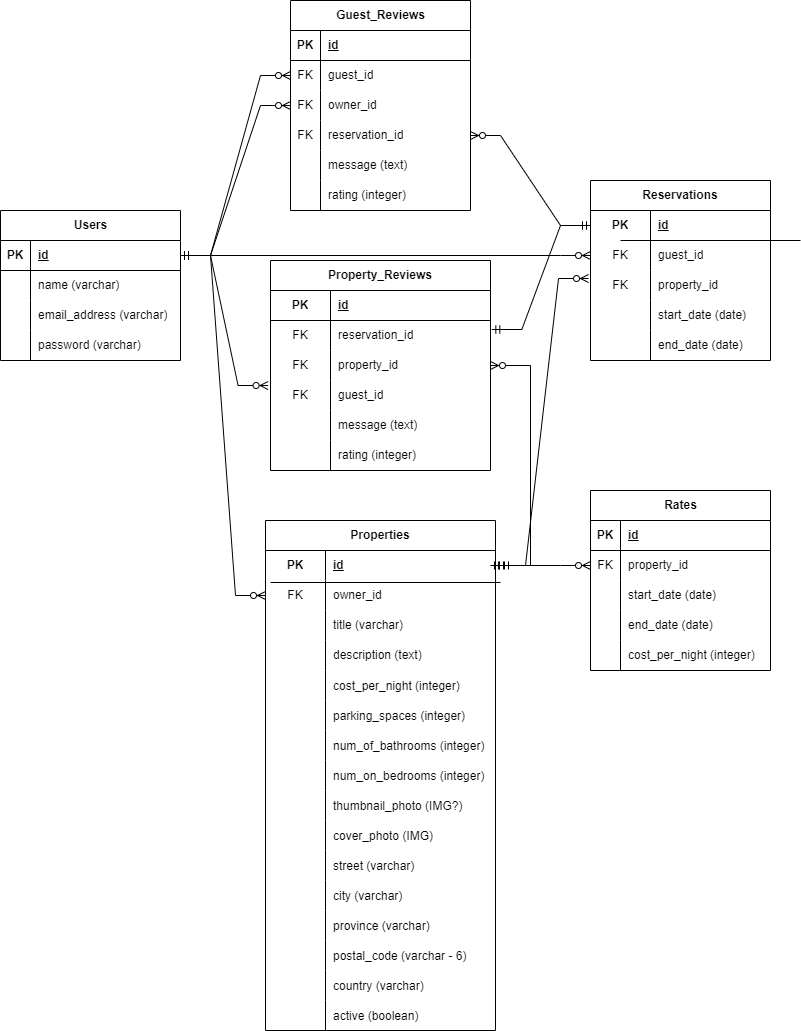 Guest_Reviews
PK id
FK guest_id
FK owner_id
FK reservation_id
message (text)
rating (integer)
Users
PK id
name (varchar)
email_address (varchar)
password (varchar)
Reservations
PK id
FK guest_id
FK property_id
start_date (date)
end_date (date)
Property_Reviews
PK id
FK reservation_id
FK property_id
FK guest_id
message (text)
rating (integer)
Rates
PK id
FK property_id
start_date (date)
end_date (date)
cost_per_night (integer)
Properties
PK id
FK owner_id
title (varchar)
description (text)
cost_per_night (integer)
parking_spaces (integer)
num_of_bathrooms (integer)
num_on_bedrooms (integer)
thumbnail_photo (IMG?)
cover_photo (IMG)
street (varchar)
city (varchar)
province (varchar)
postal_code (varchar - 6)
country (varchar)
active (boolean)